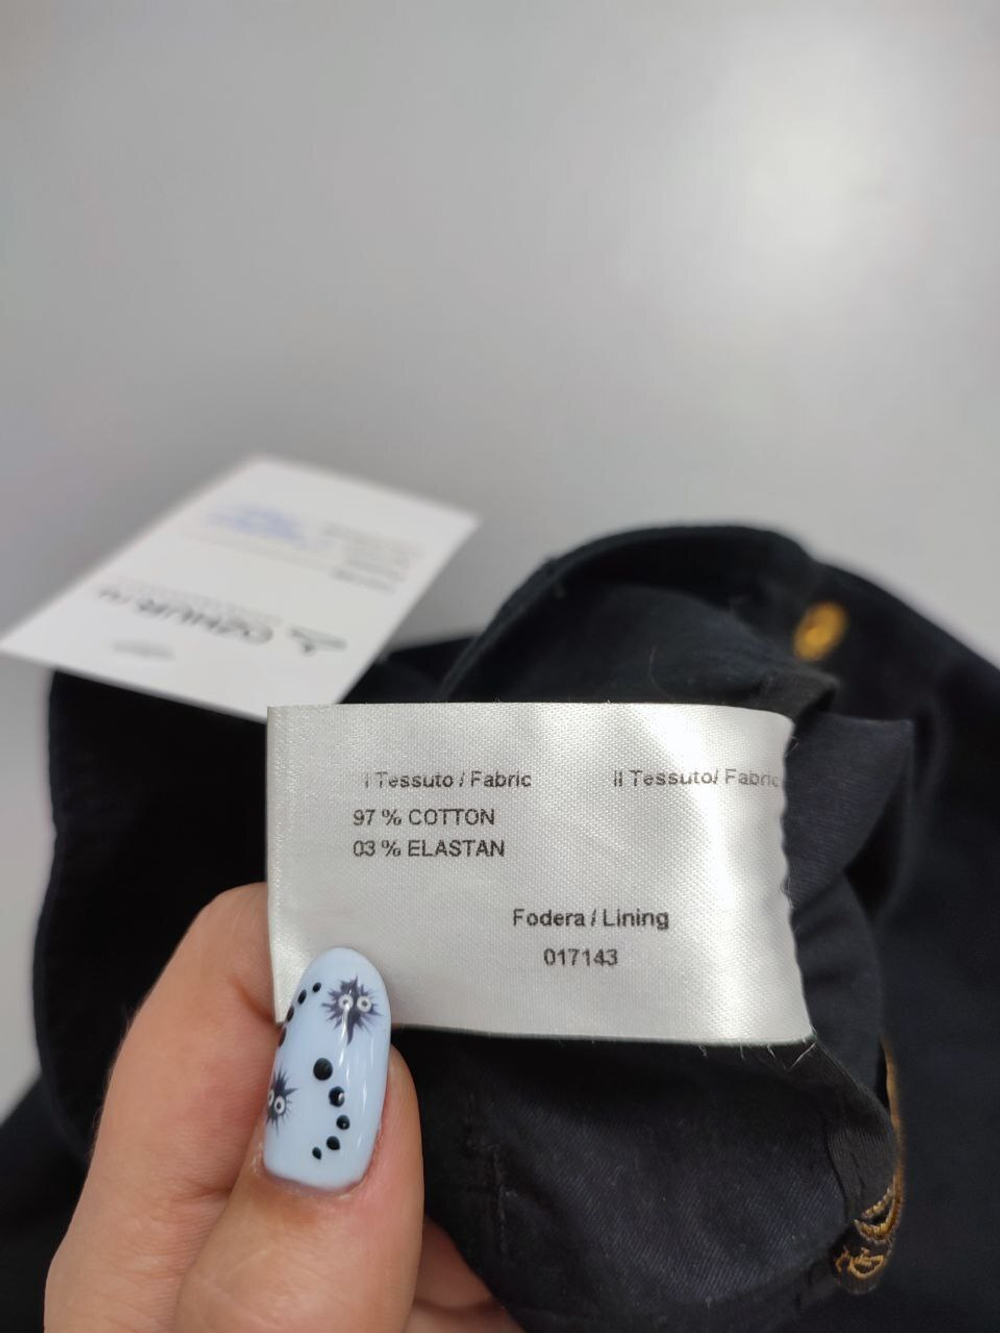 I Tessuto / Fabric
II Tessuto/ Fabric
97 % COTTON
03 % ELASTAN
Fodera / Lining
017143